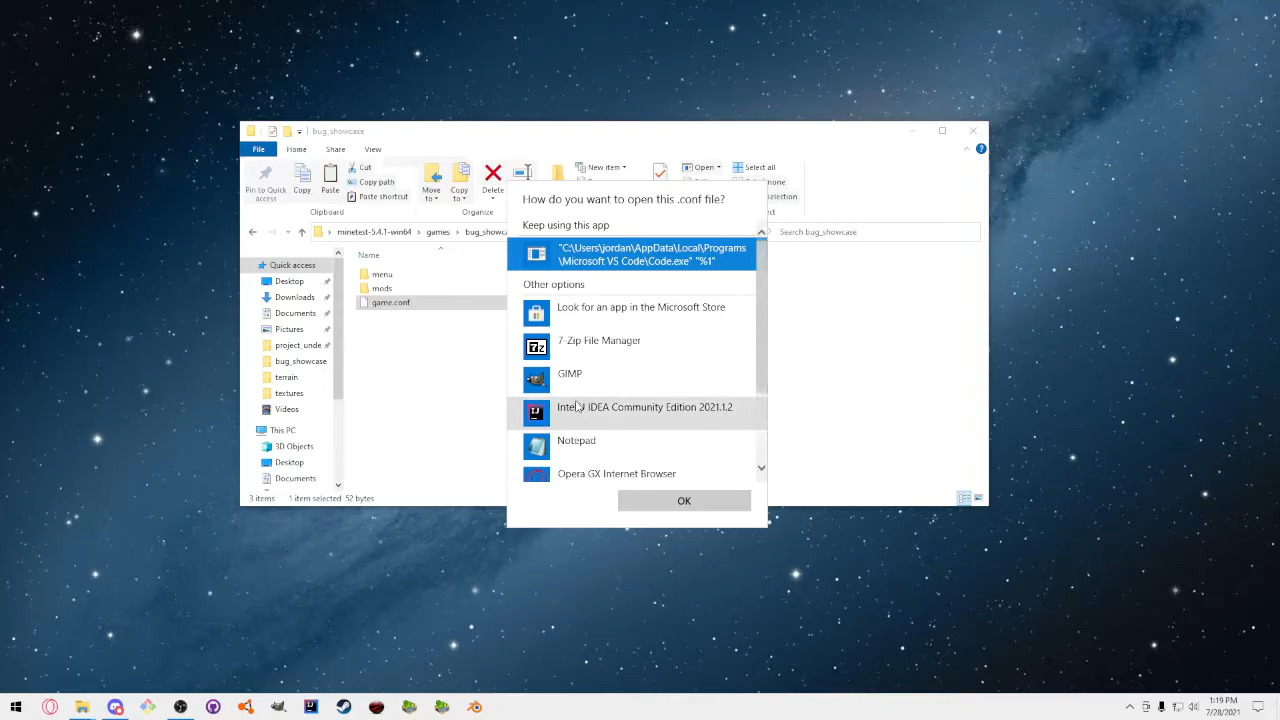 bug_showcase
File
Home
Share
View
Pin to Quick
access
Copy
Paste
Cut
Copy path
Paste shortcut
Move
to
Copy
to
Delete
New item
Open
Select all
Clipboard
Organize
minetest-5.4.1-win64 > games >
Search bug_showcase
Quick access
Desktop
Downloads
Documents
Pictures
project_unde
bug_showcase
terrain
textures
Videos
This PC
3D Objects
Desktop
Documents
Name
menu
mods
game.conf
3 items
1 item selected 52 bytes
How do you want to open this .conf file?
Keep using this app
"C:\Users\jordan\AppData\Local\Programs
\Microsoft VS Code\Code.exe" "%1"
Other options
Look for an app in the Microsoft Store
7-Zip File Manager
GIMP
IntelliJ IDEA Community Edition 2021.1.2
Notepad
Opera GX Internet Browser
OK
1:19 PM
7/28/2021